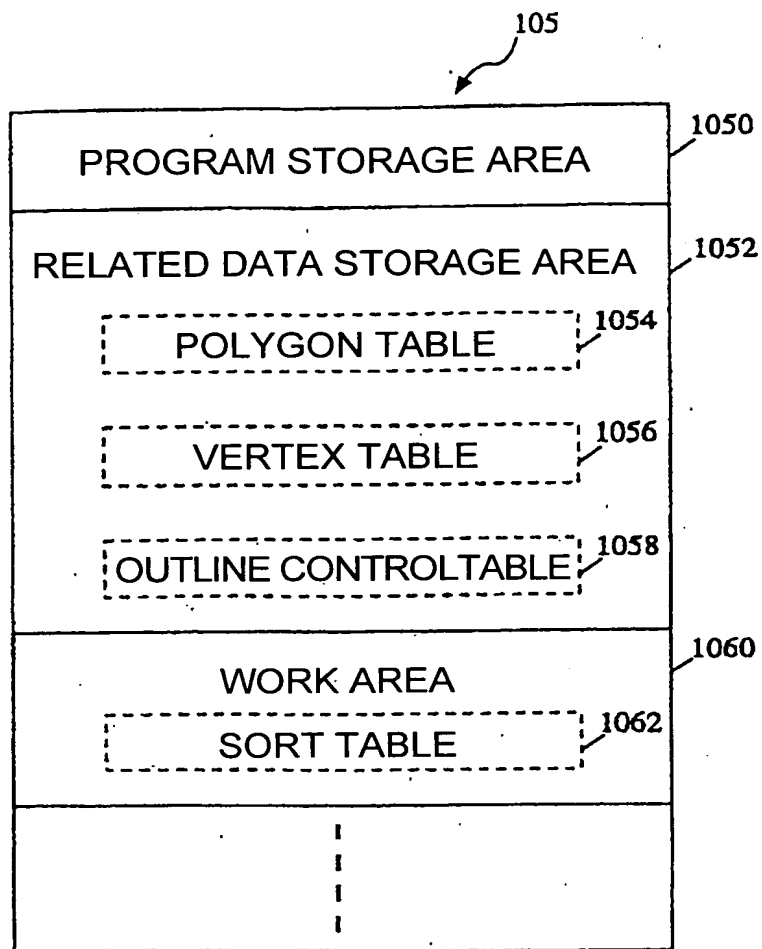 105
1050
PROGRAM STORAGE AREA
1052
RELATED DATA STORAGE AREA
1054
POLYGON TABLE
1056
VERTEX TABLE
1058
OUTLINE CONTROLTABLE
1060
WORK AREA
1062
SORT TABLE